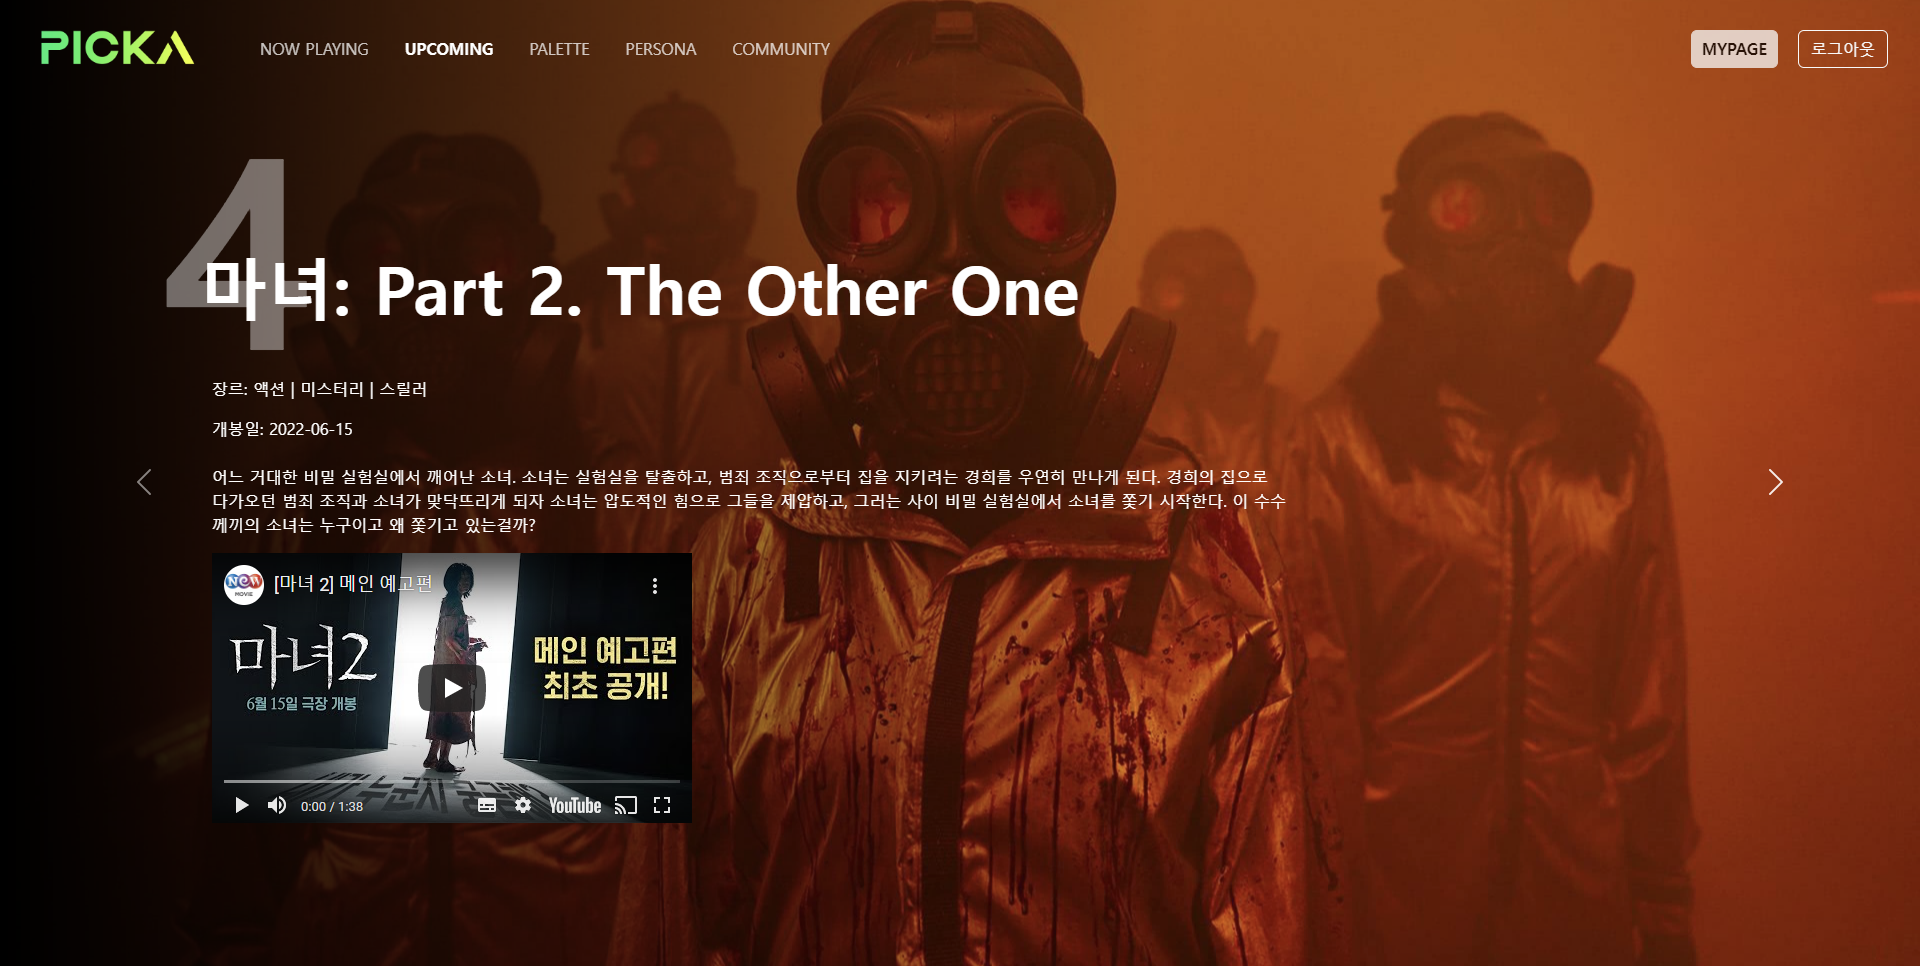 PICKA
NOW PLAYING
UPCOMING
PALETTE
PERSONA
COMMUNITY
MYPAGE
로그아웃
4
마녀: Part 2. The Other One
장르: 액션 | 미스터리 | 스릴러
개봉일: 2022-06-15
어느 거대한 비밀 실험실에서 깨어난 소녀. 소녀는 실험실을 탈출하고, 범죄 조직으로부터 집을 지키려는 경희를 우연히 만나게 된다. 경희의 집으로
다가오던 범죄 조직과 소녀가 맞닥뜨리게 되자 소녀는 압도적인 힘으로 그들을 제압하고, 그러는 사이 비밀 실험실에서 소녀를 쫓기 시작한다. 이 수수
께끼의 소녀는 누구이고 왜 쫓기고 있는걸까?
NEW
MOVIE
[마녀 2] 메인 예고편
마녀2
6월 15일 극장 개봉
메인 예고편
최초 공개!
0:00 / 1:38
YouTube